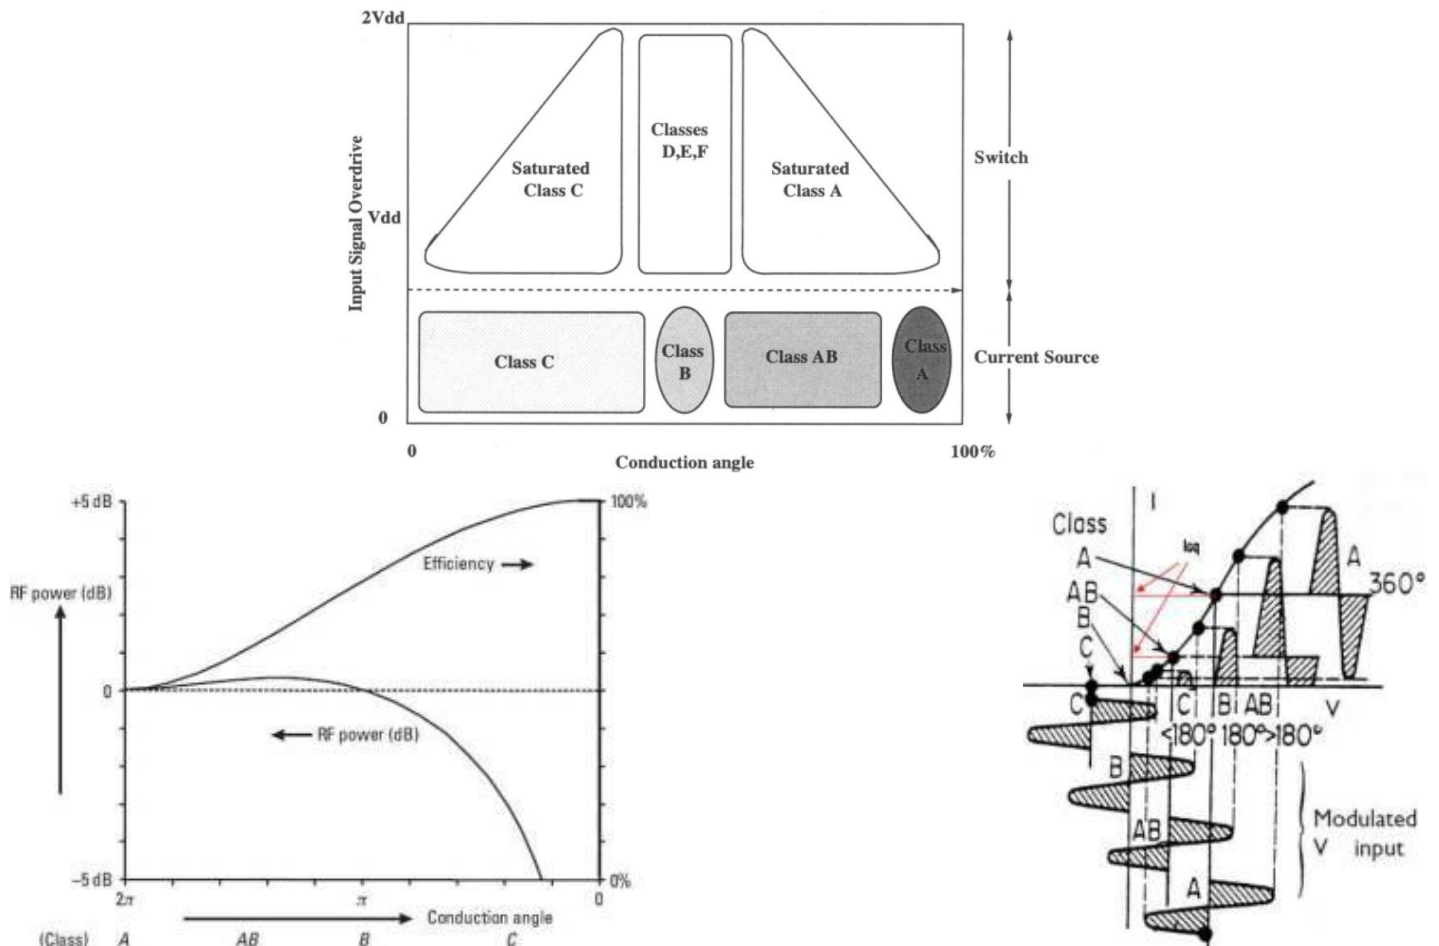 2Vdd
Classes
D,E,F
Saturated
Class C
Saturated
Class A
Switch
Vdd
Input Signal Overdrive
Class C
Class
B
Class AB
Class
A
Current Source
0
0
100%
Conduction angle
+5 dB
100%
Efficiency
RF power (dB)
0
RF power (dB)
−5 dB
0%
2π
π
0
Conduction angle
(Class)
A
AB
B
C
I
Class
A
AB
B
C
A
360°
C
C
B
AB
V
<180° 180° >180°
B
AB
A
Modulated
V input